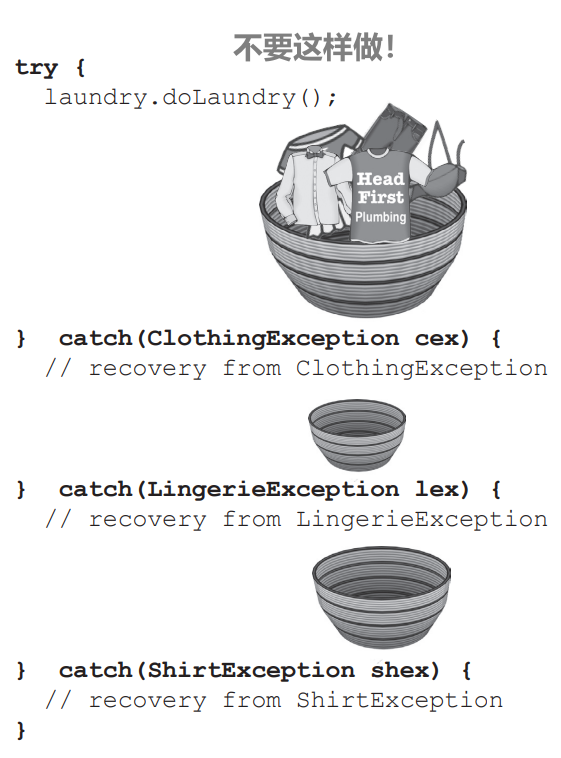 不要这样做！
try {
laundry.doLaundry();
Head
First
Plumbing
} catch(ClothingException cex) {
// recovery from ClothingException
} catch(LingerieException lex) {
// recovery from LingerieException
} catch(ShirtException shex) {
// recovery from ShirtException
}